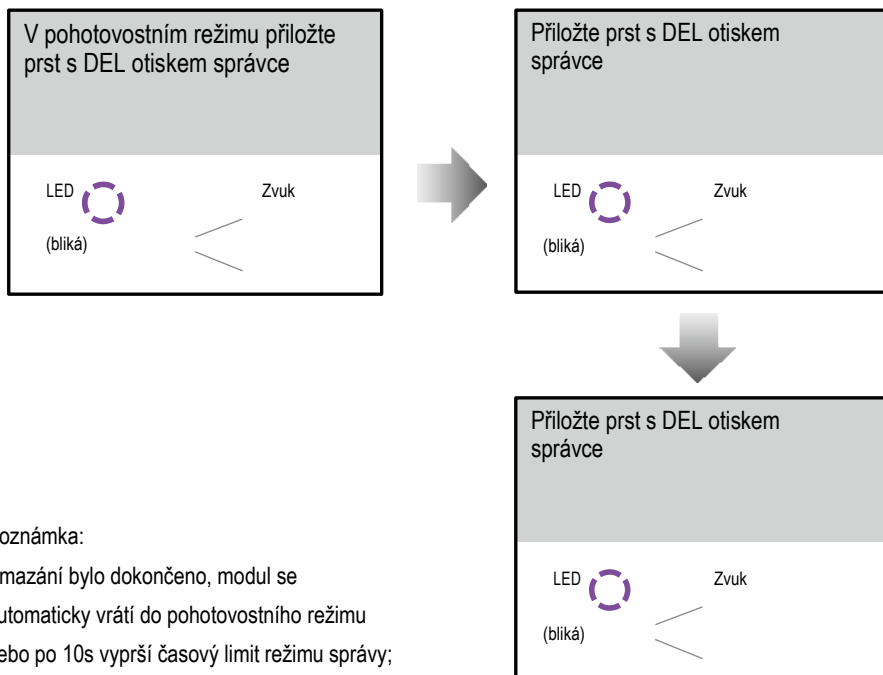 V pohotovostním režimu přiložte
prst s DEL otiskem správce
LED
Zvuk
(bliká)
Přiložte prst s DEL otiskem
správce
LED
Zvuk
(bliká)
Přiložte prst s DEL otiskem
správce
LED
Zvuk
(bliká)
oznámka:
mazání bylo dokončeno, modul se
utomaticky vrátí do pohotovostního režimu
ebo po 10s vyprší časový limit režimu správy;